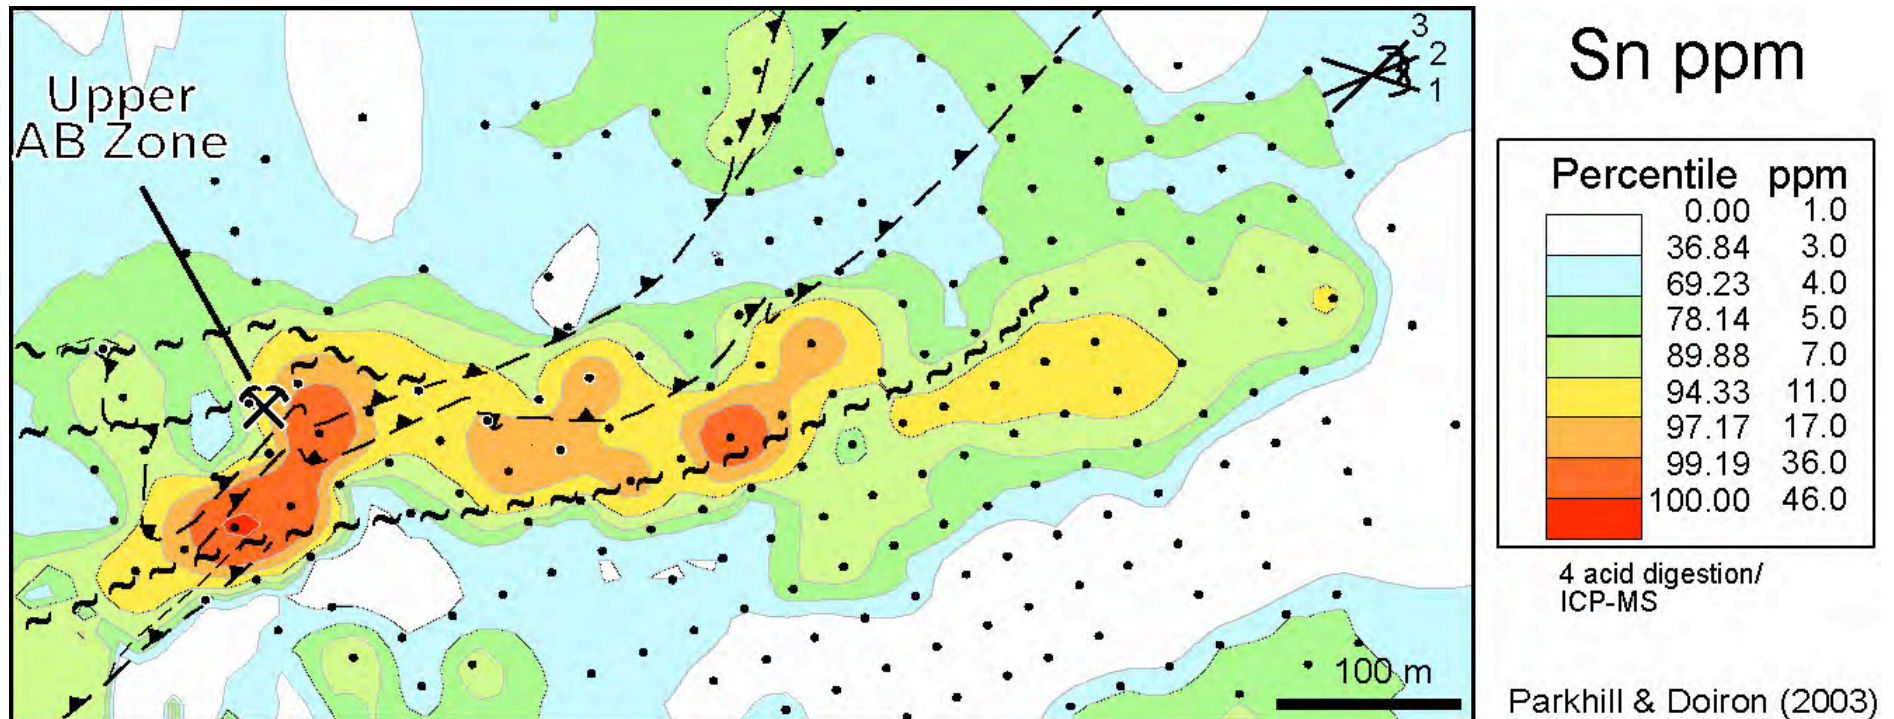 Upper
AB Zone
3
2
1
100 m
Sn ppm
Percentile ppm
0.00 1.0
36.84 3.0
69.23 4.0
78.14 5.0
89.88 7.0
94.33 11.0
97.17 17.0
99.19 36.0
100.00 46.0
4 acid digestion/
ICP-MS
Parkhill & Doiron (2003)